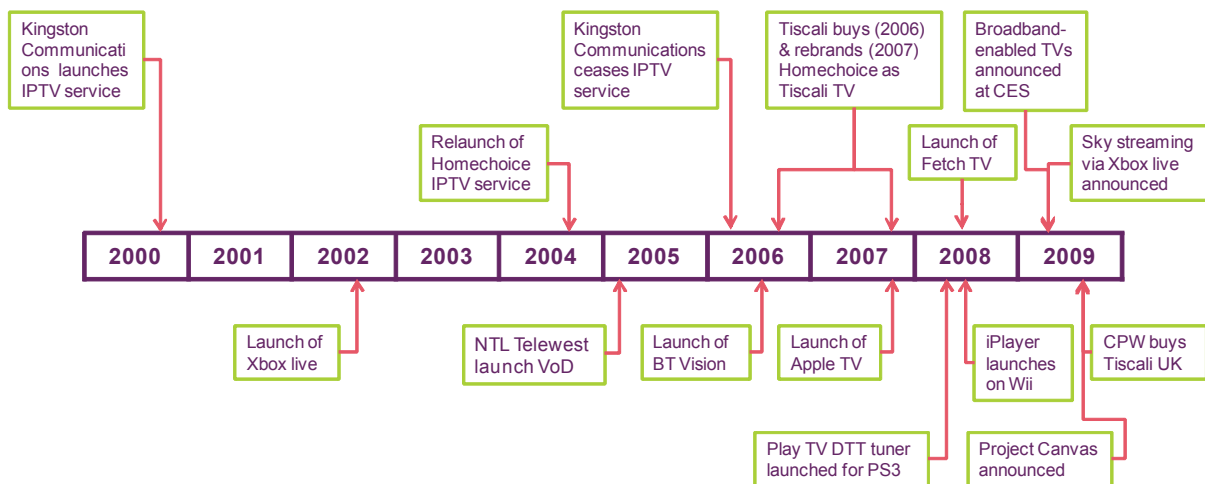 Kingston
Communicati
ons launches
IPTV service
Kingston
Communications
ceases IPTV
service
Tiscali buys (2006)
& rebrands (2007)
Homechoice as
Tiscali TV
Broadband-
enabled TVs
announced
at CES
Relaunch of
Homechoice
IPTV service
Launch of
Fetch TV
Sky streaming
via Xbox live
announced
2000 2001 2002 2003 2004 2005 2006 2007 2008 2009
Launch of
Xbox live
NTL Telewest
launch VoD
Launch of
BT Vision
Launch of
Apple TV
iPlayer
launches
on Wii
CPW buys
Tiscali UK
Play TV DTT tuner
launched for PS3
Project Canvas
announced